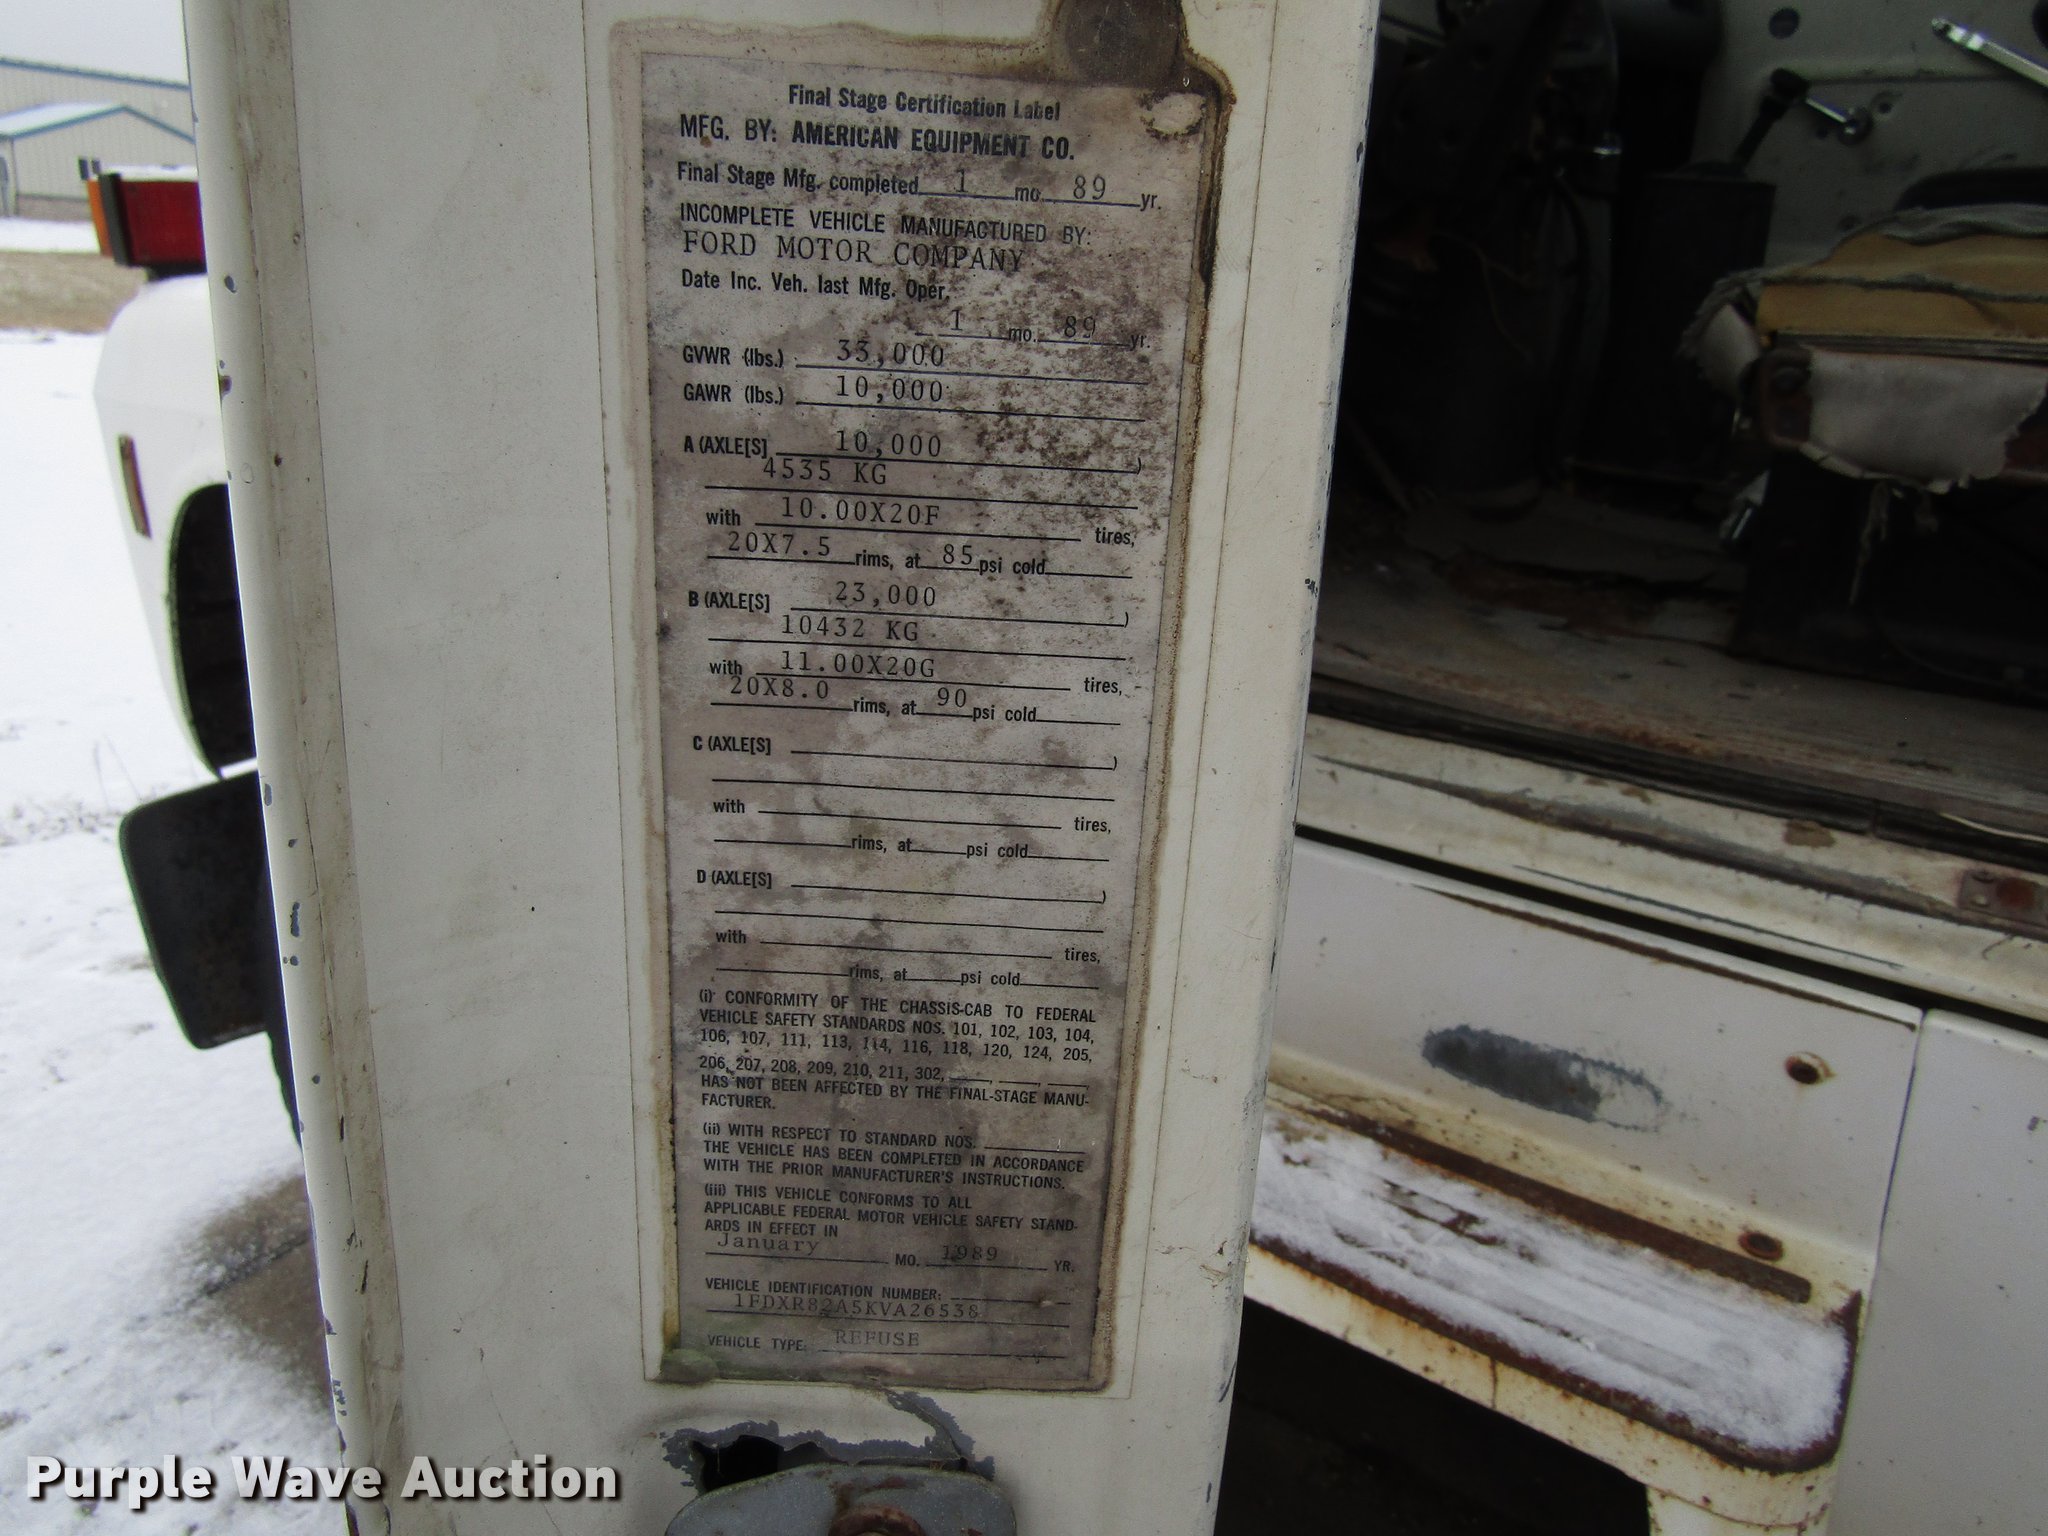 Final Stage Certification Label
MFG. BY: AMERICAN EQUIPMENT CO.
Final Stage Mfg. completed 1 mo. 89 yr.
INCOMPLETE VEHICLE MANUFACTURED BY:
FORD MOTOR COMPANY
Date Inc. Veh. last Mfg. Oper.
1 mo. 89 yr.
GVWR (lbs.) 33,000
GAWR (lbs.) 10,000
A (AXLE[S] 10,000 )
4535 KG
with 10.00X20F tires,
20X7.5 rims, at 85 psi cold
B (AXLE[S] 23,000 )
10432 KG
with 11.00X20G tires,
20X8.0 rims, at 90 psi cold
C (AXLE[S] )
with tires,
rims, at psi cold
D (AXLE[S] )
with tires,
rims, at psi cold
(i) CONFORMITY OF THE CHASSIS-CAB TO FEDERAL
VEHICLE SAFETY STANDARDS NOS. 101, 102, 103, 104,
106, 107, 111, 113, 114, 116, 118, 120, 124, 205,
206, 207, 208, 209, 210, 211, 302,
HAS NOT BEEN AFFECTED BY THE FINAL-STAGE MANU-
FACTURER.
(ii) WITH RESPECT TO STANDARD NOS.
THE VEHICLE HAS BEEN COMPLETED IN ACCORDANCE
WITH THE PRIOR MANUFACTURER'S INSTRUCTIONS.
(iii) THIS VEHICLE CONFORMS TO ALL
APPLICABLE FEDERAL MOTOR VEHICLE SAFETY STAND-
ARDS IN EFFECT IN
January MO. 1989 YR.
VEHICLE IDENTIFICATION NUMBER:
1FDXR82A5KVA26538
VEHICLE TYPE: REFUSE
Purple Wave Auction